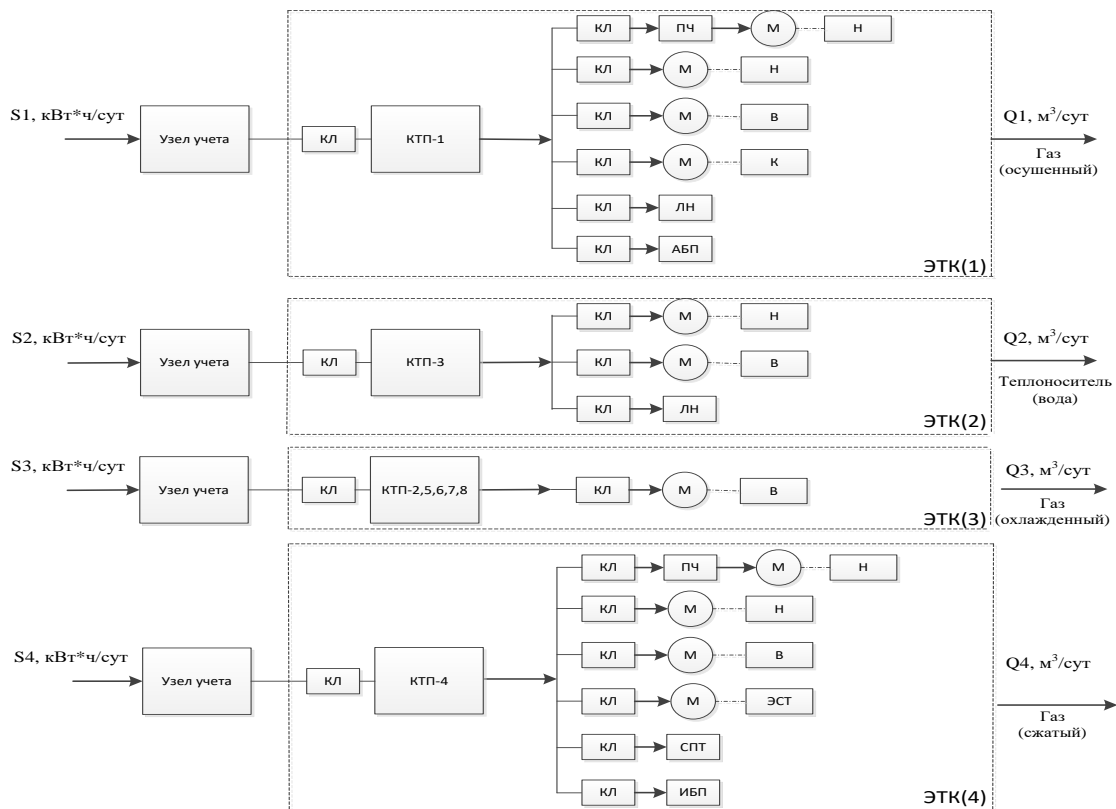 КЛ ПЧ М Н
КЛ М Н
S1, кВт*ч/сут
Узел учета
КЛ
КТП-1
КЛ М В
Q1, м³/сут
КЛ М К
Газ
(осушенный)
КЛ ЛН
КЛ АБП
ЭТК(1)
КЛ М Н
S2, кВт*ч/сут
Узел учета
КЛ
КТП-3
КЛ М В
Q2, м³/сут
Теплоноситель
(вода)
КЛ ЛН
ЭТК(2)
S3, кВт*ч/сут
Узел учета
КЛ
КТП-2,5,6,7,8
КЛ М В
Q3, м³/сут
Газ
(охлажденный)
ЭТК(3)
КЛ ПЧ М Н
КЛ М Н
S4, кВт*ч/сут
Узел учета
КЛ
КТП-4
КЛ М В
Q4, м³/сут
КЛ М ЭСТ
Газ
(сжатый)
КЛ СПТ
КЛ ИБП
ЭТК(4)